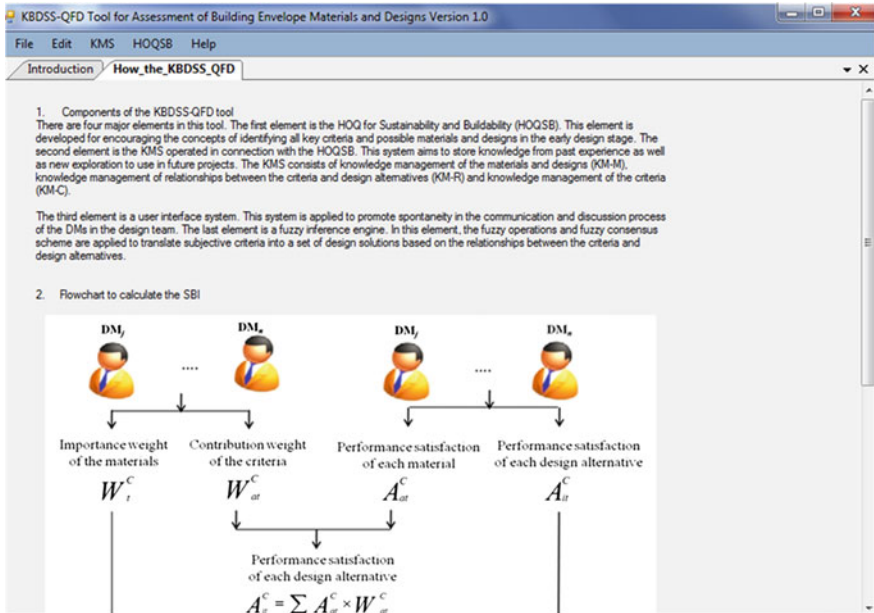 KBDSS-QFD Tool for Assessment of Building Envelope Materials and Designs Version 1.0
File Edit KMS HOQSB Help
Introduction How_the_KBDSS_QFD
1. Components of the KBDSS-QFD tool
There are four major elements in this tool. The first element is the HOQ for Sustainability and Buildability (HOQSB). This element is
developed for encouraging the concepts of identifying all key criteria and possible materials and designs in the early design stage. The
second element is the KMS operated in connection with the HOQSB. This system aims to store knowledge from past experience as well
as new exploration to use in future projects. The KMS consists of knowledge management of the materials and designs (KM-M),
knowledge management of relationships between the criteria and design alternatives (KM-R) and knowledge management of the criteria
(KM-C).
The third element is a user interface system. This system is applied to promote spontaneity in the communication and discussion process
of the DMs in the design team. The last element is a fuzzy inference engine. In this element, the fuzzy operations and fuzzy consensus
scheme are applied to translate subjective criteria into a set of design solutions based on the relationships between the criteria and
design alternatives.
2. Flowchart to calculate the SBI
DMj .... DMn DMj .... DMn
Importance weight
of the materials
W_t^C
Contribution weight
of the criteria
W_at^C
Performance satisfaction
of each material
A_at^C
Performance satisfaction
of each design alternative
A_it^C
Performance satisfaction
of each design alternative
A^C = ∑ A^C × W^C